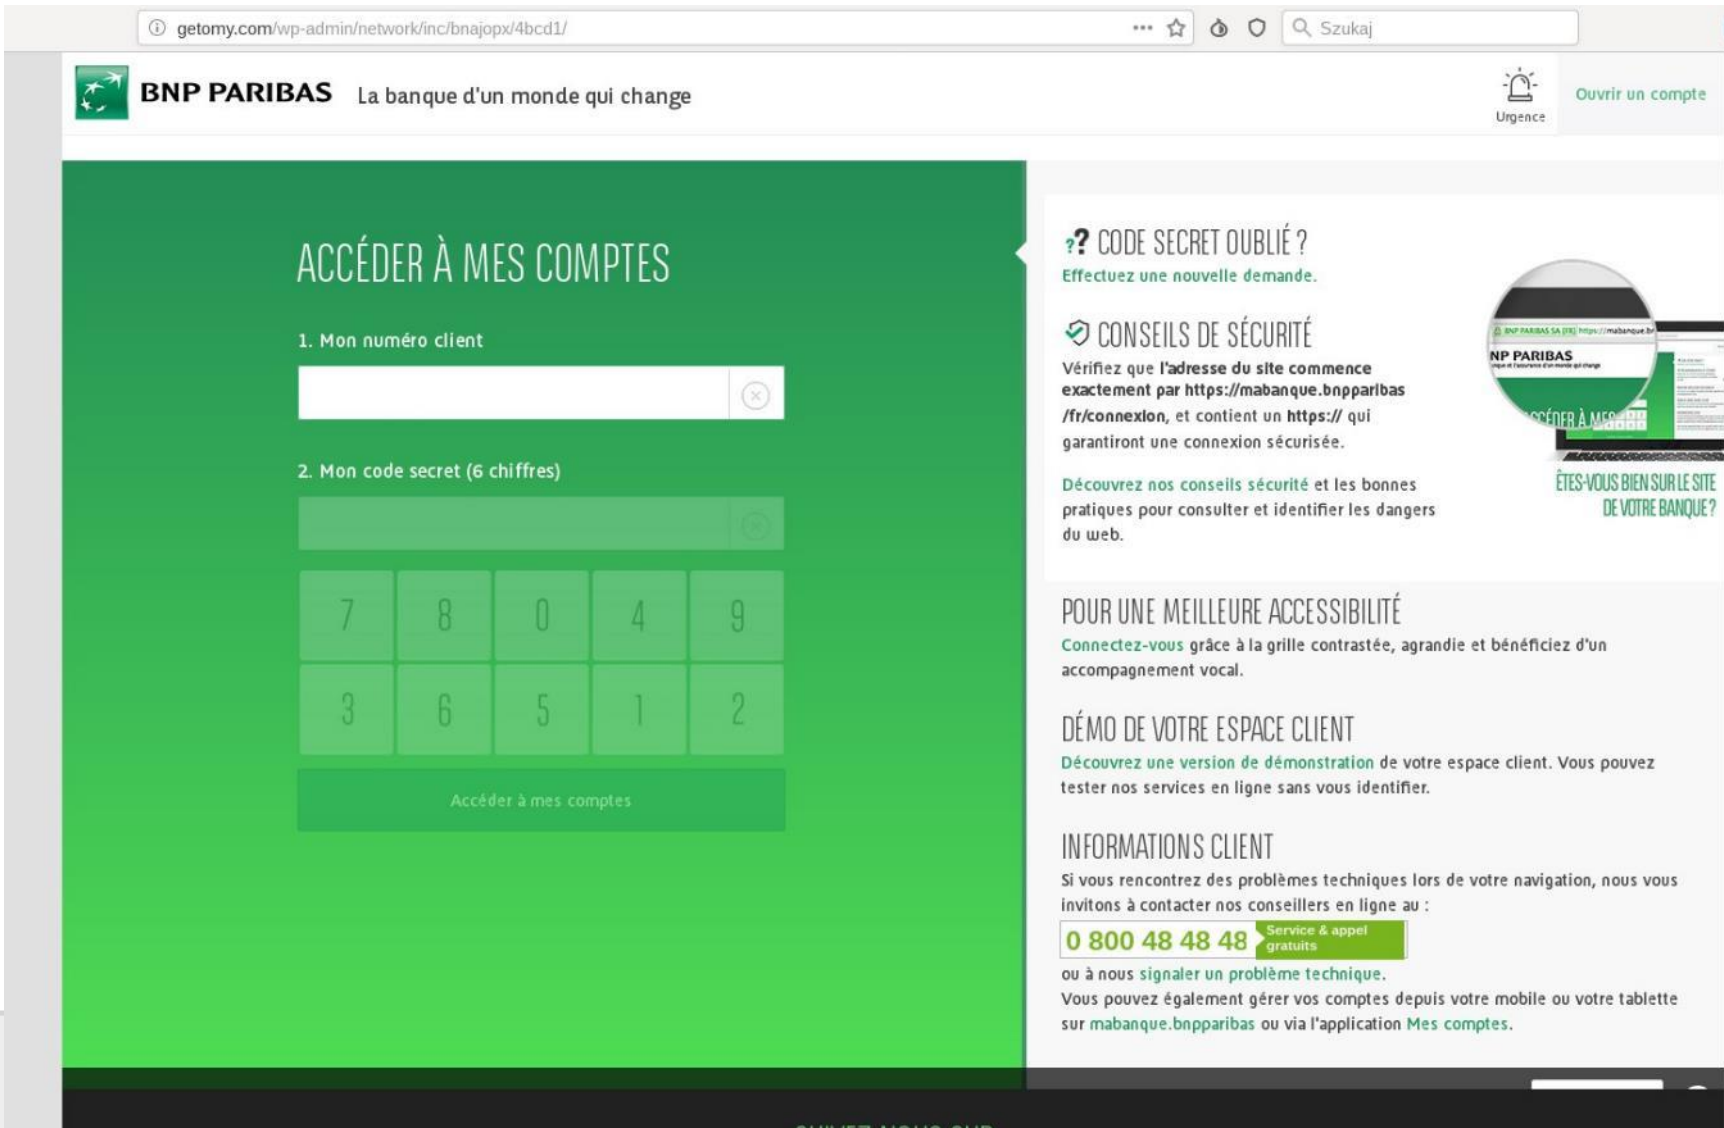 getomy.com/wp-admin/network/inc/bnajopx/4bcd1/
Szukaj
BNP PARIBAS La banque d'un monde qui change
Urgence
Ouvrir un compte
ACCÉDER À MES COMPTES
1. Mon numéro client
2. Mon code secret (6 chiffres)
7 8 0 4 9
3 6 5 1 2
Accéder à mes comptes
?? CODE SECRET OUBLIÉ ?
Effectuez une nouvelle demande.
CONSEILS DE SÉCURITÉ
Vérifiez que l'adresse du site commence
exactement par https://mabanque.bnpparibas
/fr/connexion, et contient un https:// qui
garantiront une connexion sécurisée.
Découvrez nos conseils sécurité et les bonnes
pratiques pour consulter et identifier les dangers
du web.
BNP PARIBAS SA (FR) https://mabanque.b
NP PARIBAS
CCÉDER À MES
ÊTES-VOUS BIEN SUR LE SITE
DE VOTRE BANQUE ?
POUR UNE MEILLEURE ACCESSIBILITÉ
Connectez-vous grâce à la grille contrastée, agrandie et bénéficiez d'un
accompagnement vocal.
DÉMO DE VOTRE ESPACE CLIENT
Découvrez une version de démonstration de votre espace client. Vous pouvez
tester nos services en ligne sans vous identifier.
INFORMATIONS CLIENT
Si vous rencontrez des problèmes techniques lors de votre navigation, nous vous
invitons à contacter nos conseillers en ligne au :
0 800 48 48 48 Service & appel
gratuits
ou à nous signaler un problème technique.
Vous pouvez également gérer vos comptes depuis votre mobile ou votre tablette
sur mabanque.bnpparibas ou via l'application Mes comptes.